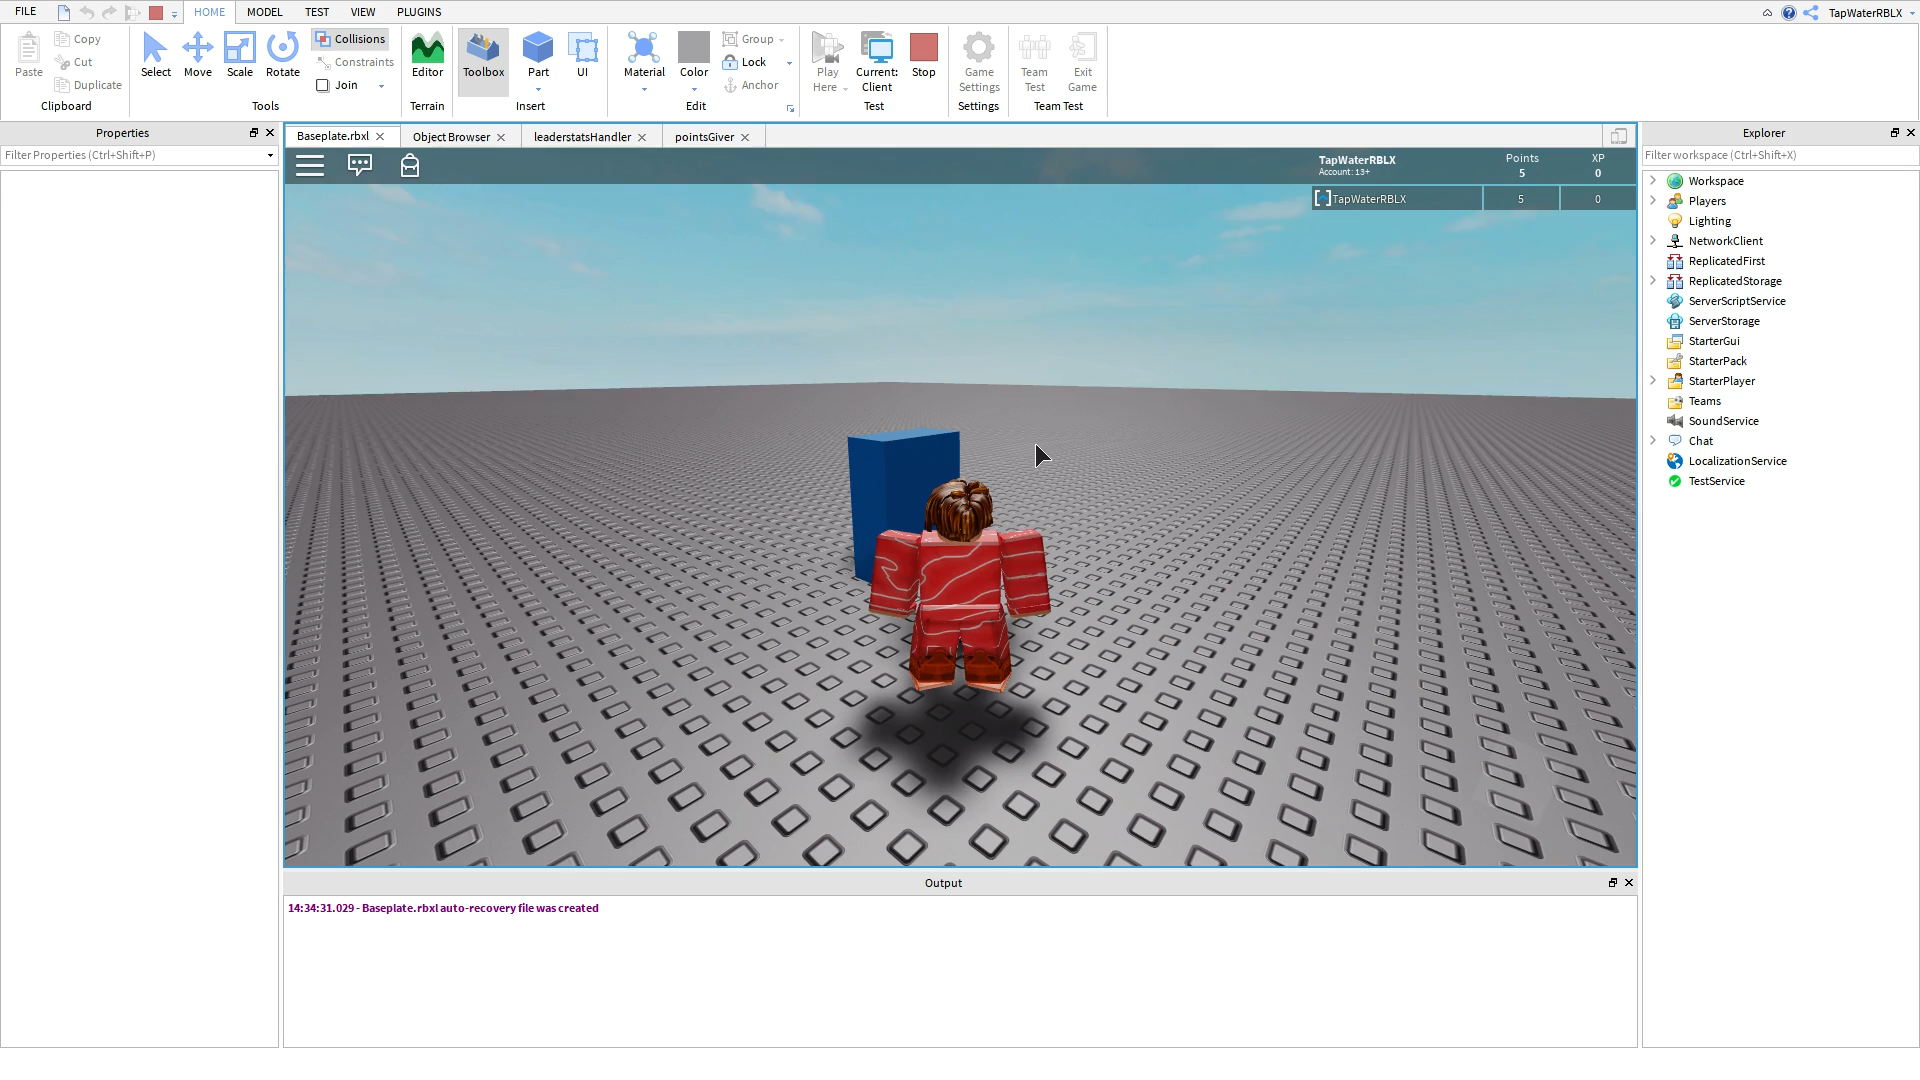 FILE
HOME
MODEL
TEST
VIEW
PLUGINS
TapWaterRBLX
Paste
Copy
Cut
Duplicate
Clipboard
Select
Move
Scale
Rotate
Collisions
Constraints
Join
Tools
Editor
Terrain
Toolbox
Part
UI
Insert
Material
Color
Group
Lock
Anchor
Edit
Play
Here
Current:
Client
Stop
Test
Game
Settings
Settings
Team
Test
Exit
Game
Team Test
Properties
Filter Properties (Ctrl+Shift+P)
Baseplate.rbxl
Object Browser
leaderstatsHandler
pointsGiver
TapWaterRBLX
Account: 13+
Points
5
XP
0
TapWaterRBLX
5
0
Output
14:34:31.029 - Baseplate.rbxl auto-recovery file was created
Explorer
Filter workspace (Ctrl+Shift+X)
Workspace
Players
Lighting
NetworkClient
ReplicatedFirst
ReplicatedStorage
ServerScriptService
ServerStorage
StarterGui
StarterPack
StarterPlayer
Teams
SoundService
Chat
LocalizationService
TestService